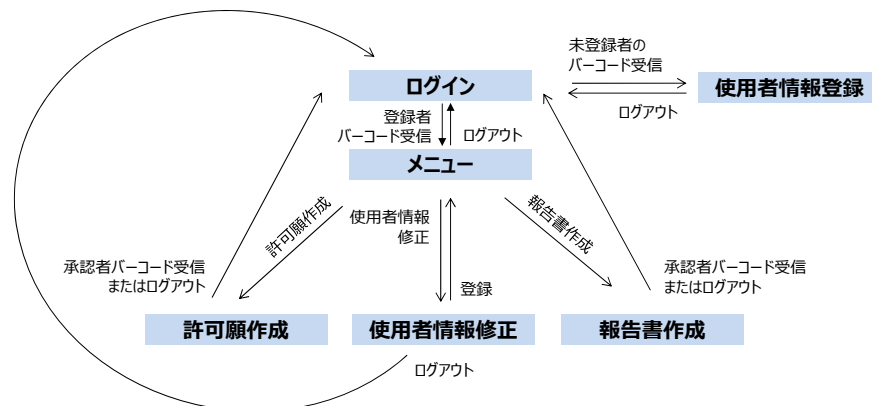 未登録者の
バーコード受信
ログイン
使用者情報登録
ログアウト
登録者
バーコード受信
ログアウト
メニュー
許可願作成
使用者情報
修正
報告書作成
承認者バーコード受信
またはログアウト
登録
承認者バーコード受信
またはログアウト
許可願作成
使用者情報修正
報告書作成
ログアウト